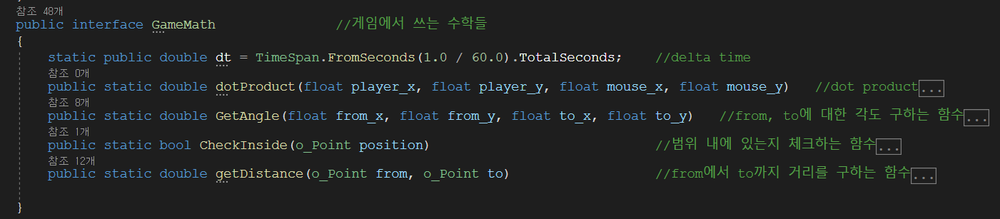 참조 48개
public interface GameMath //게임에서 쓰는 수학들
{
static public double dt = TimeSpan.FromSeconds(1.0 / 60.0).TotalSeconds; //delta time
참조 0개
public static double dotProduct(float player_x, float player_y, float mouse_x, float mouse_y) //dot product...
참조 8개
public static double GetAngle(float from_x, float from_y, float to_x, float to_y) //from, to에 대한 각도 구하는 함수...
참조 1개
public static bool CheckInside(o_Point position) //범위 내에 있는지 체크하는 함수...
참조 12개
public static double getDistance(o_Point from, o_Point to) //from에서 to까지 거리를 구하는 함수...
}